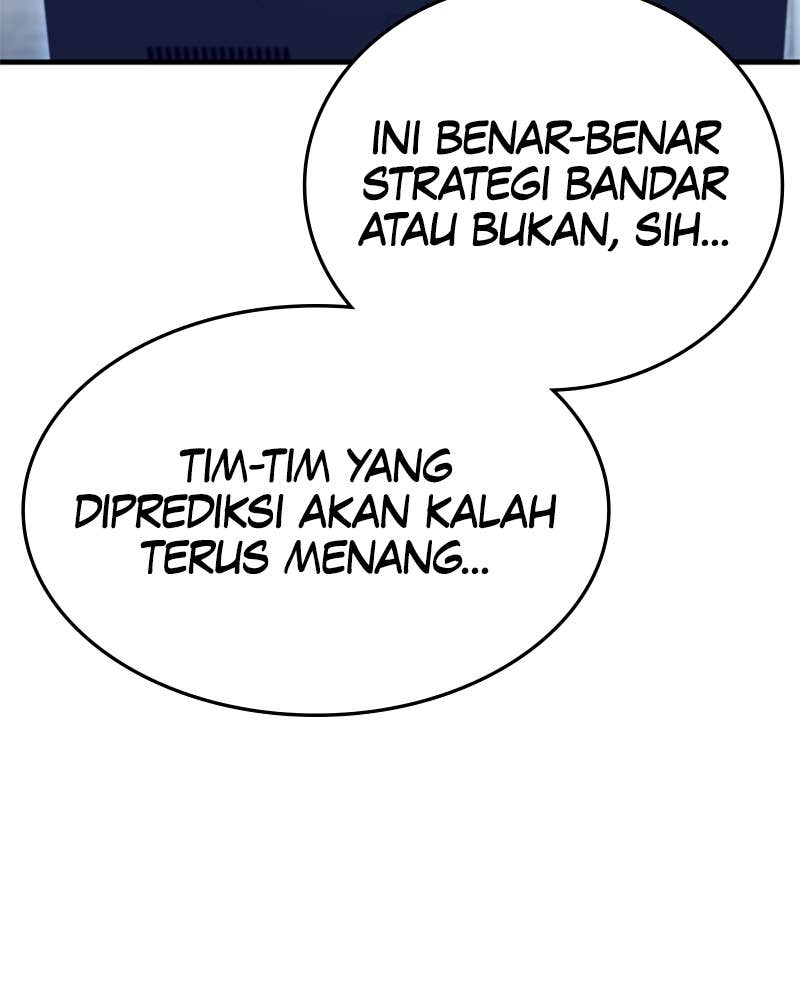 INI BENAR-BENAR
STRATEGI BANDAR
ATAU BUKAN, SIH...
TIM-TIM YANG
DIPREDIKSI AKAN KALAH
TERUS MENANG...